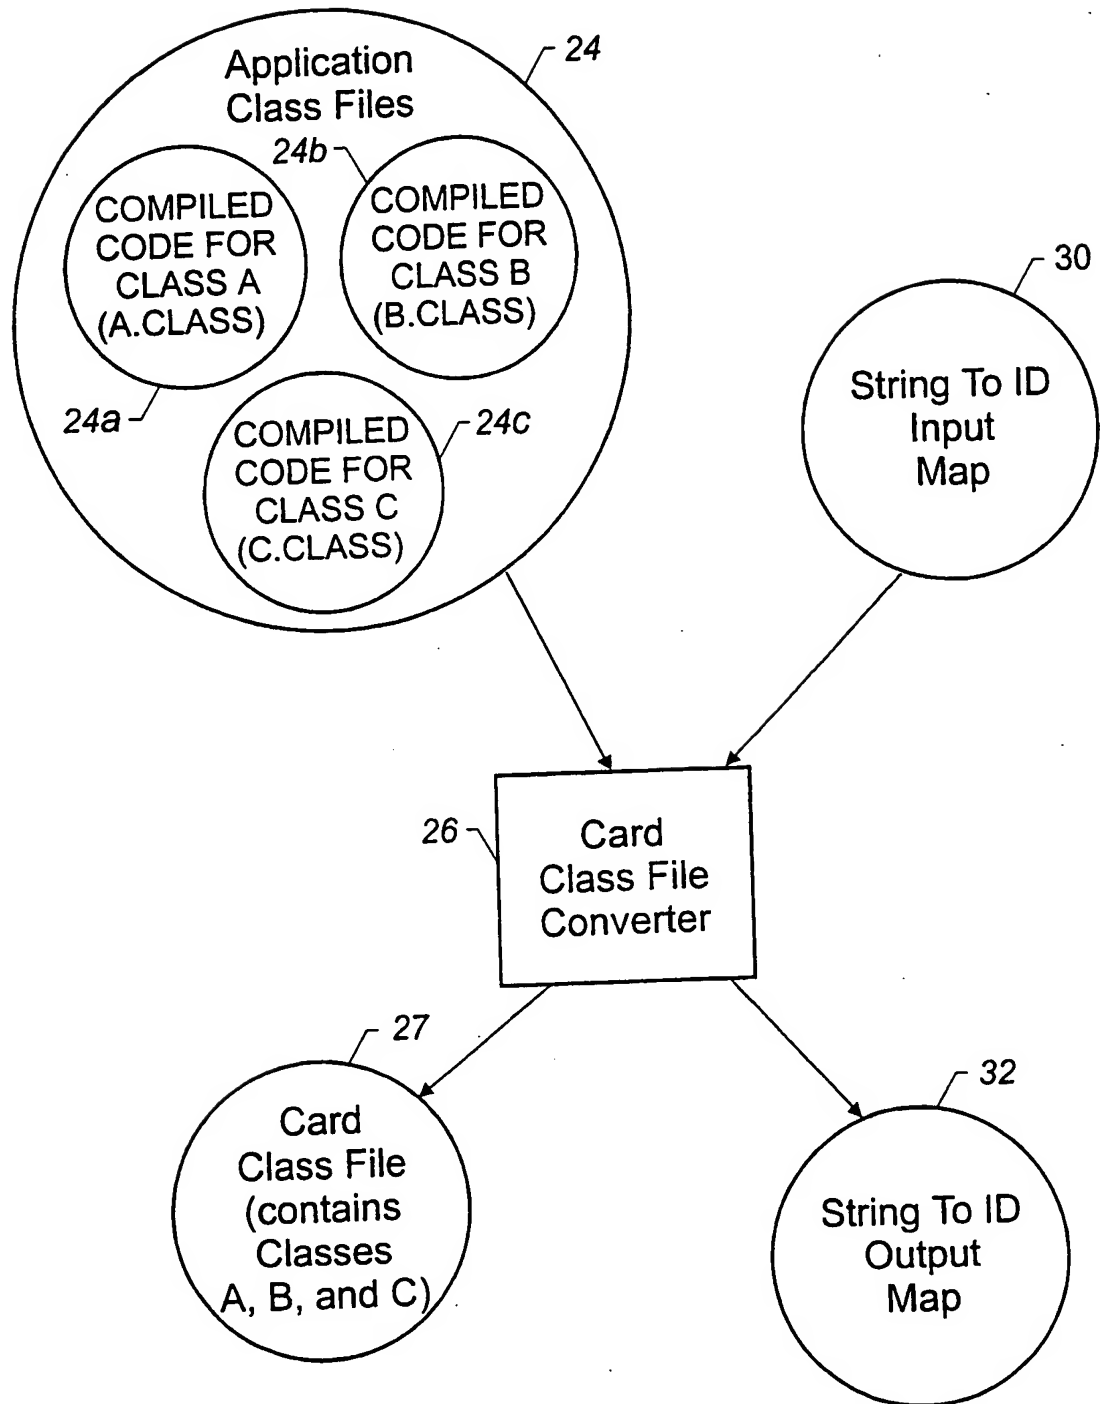 24
Application
Class Files
24b
COMPILED
CODE FOR
CLASS A
(A.CLASS)
COMPILED
CODE FOR
CLASS B
(B.CLASS)
24a
COMPILED
CODE FOR
CLASS C
(C.CLASS)
24c
30
String To ID
Input
Map
26
Card
Class File
Converter
27
Card
Class File
(contains
Classes
A, B, and C)
32
String To ID
Output
Map